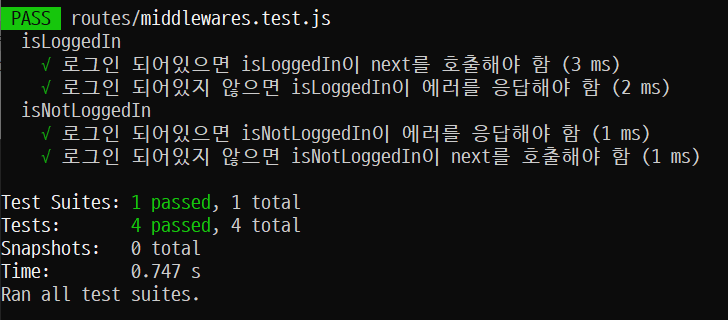 PASS routes/middlewares.test.js
isLoggedIn
√ 로그인 되어있으면 isLoggedIn이 next를 호출해야 함 (3 ms)
√ 로그인 되어있지 않으면 isLoggedIn이 에러를 응답해야 함 (2 ms)
isNotLoggedIn
√ 로그인 되어있으면 isNotLoggedIn이 에러를 응답해야 함 (1 ms)
√ 로그인 되어있지 않으면 isNotLoggedIn이 next를 호출해야 함 (1 ms)
Test Suites: 1 passed, 1 total
Tests: 4 passed, 4 total
Snapshots: 0 total
Time: 0.747 s
Ran all test suites.